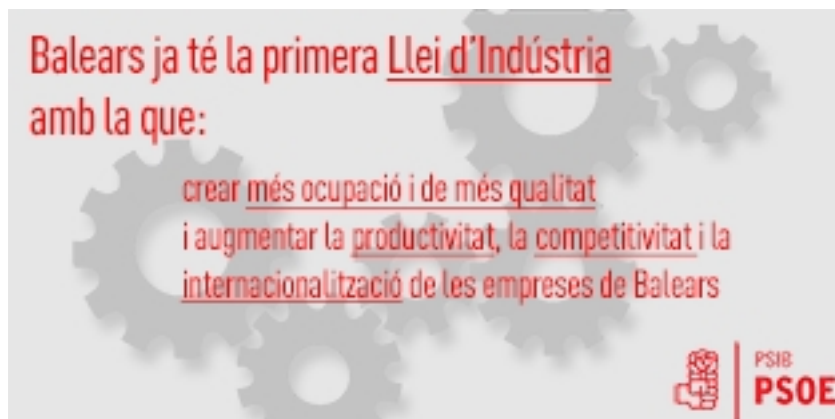 Balears ja té la primera Llei d'Indústria
amb la que:
crear més ocupació i de més qualitat
i augmentar la productivitat, la competitivitat i la
internacionalització de les empreses de Balears
PSIB
PSOE